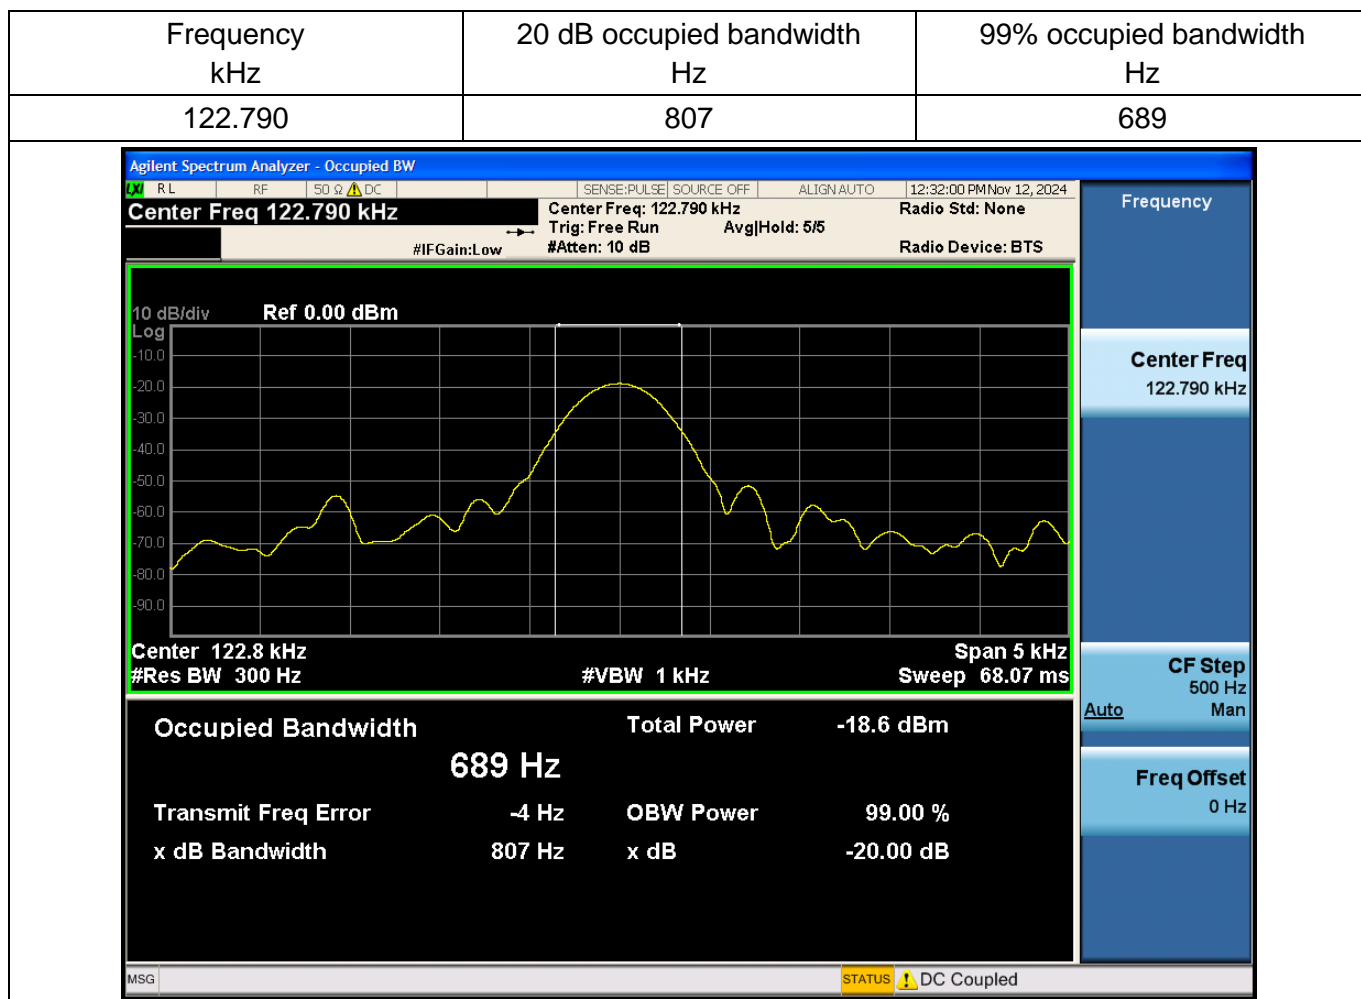 Frequency 20 dB occupied bandwidth 99% occupied bandwidth
kHz Hz Hz
122.790 807 689
Agilent Spectrum Analyzer - Occupied BW
LXI RL RF 50 Ω DC SENSE:PULSE SOURCE OFF ALIGN AUTO 12:32:00 PM Nov 12, 2024
Center Freq 122.790 kHz
Center Freq: 122.790 kHz Radio Std: None
Trig: Free Run Avg|Hold: 5/5
#IFGain:Low #Atten: 10 dB Radio Device: BTS
Frequency
10 dB/div Ref 0.00 dBm
Log
-10.0
-20.0
-30.0
-40.0
-50.0
-60.0
-70.0
-80.0
-90.0
Center 122.8 kHz Span 5 kHz
#Res BW 300 Hz #VBW 1 kHz Sweep 68.07 ms
Center Freq
122.790 kHz
CF Step
500 Hz
Auto Man
Freq Offset
0 Hz
Occupied Bandwidth Total Power -18.6 dBm
689 Hz
Transmit Freq Error -4 Hz OBW Power 99.00 %
x dB Bandwidth 807 Hz x dB -20.00 dB
MSG STATUS DC Coupled